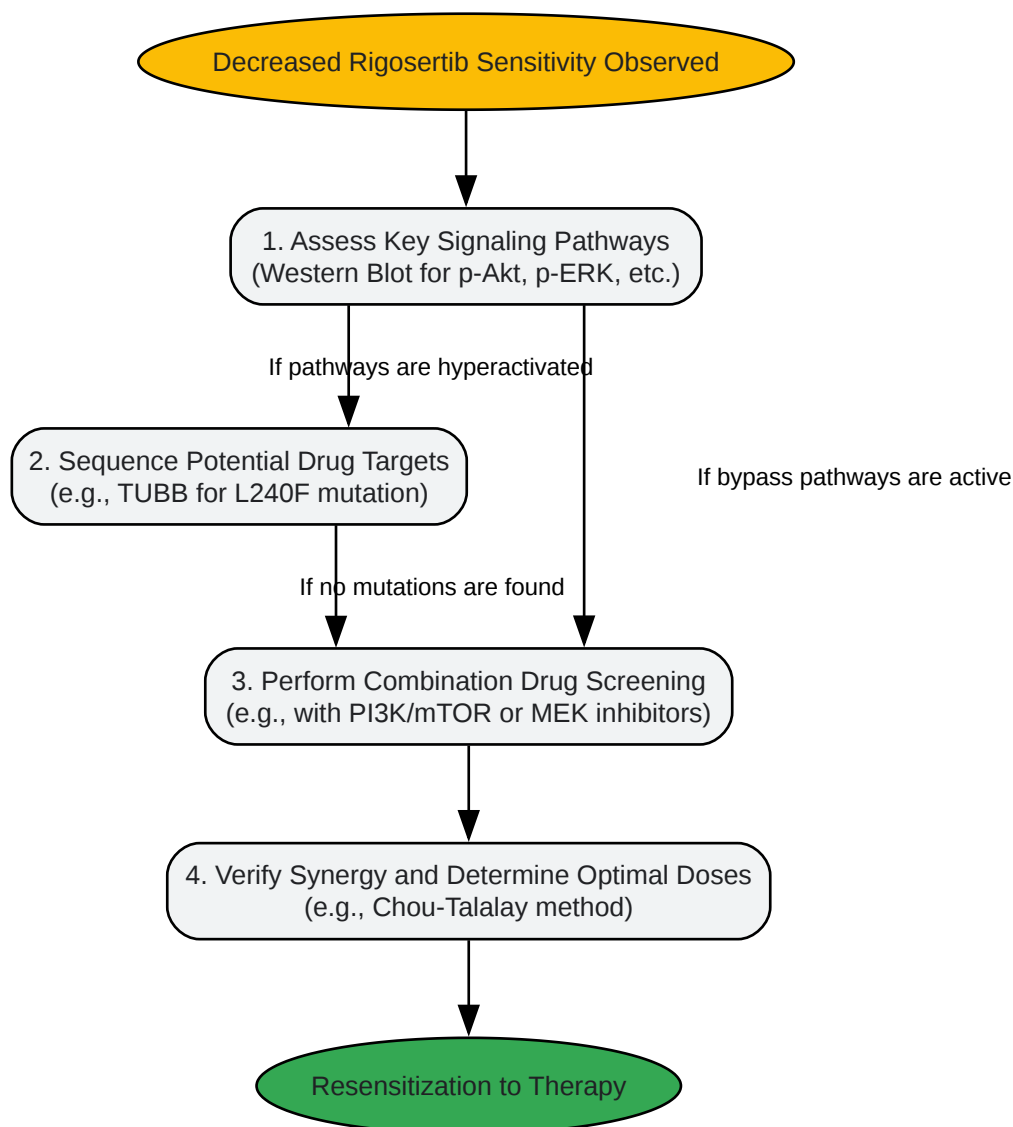 Decreased Rigosertib Sensitivity Observed
1. Assess Key Signaling Pathways
(Western Blot for p-Akt, p-ERK, etc.)
If pathways are hyperactivated
2. Sequence Potential Drug Targets
(e.g., TUBB for L240F mutation)
If bypass pathways are active
If no mutations are found
3. Perform Combination Drug Screening
(e.g., with PI3K/mTOR or MEK inhibitors)
4. Verify Synergy and Determine Optimal Doses
(e.g., Chou-Talalay method)
Resensitization to Therapy